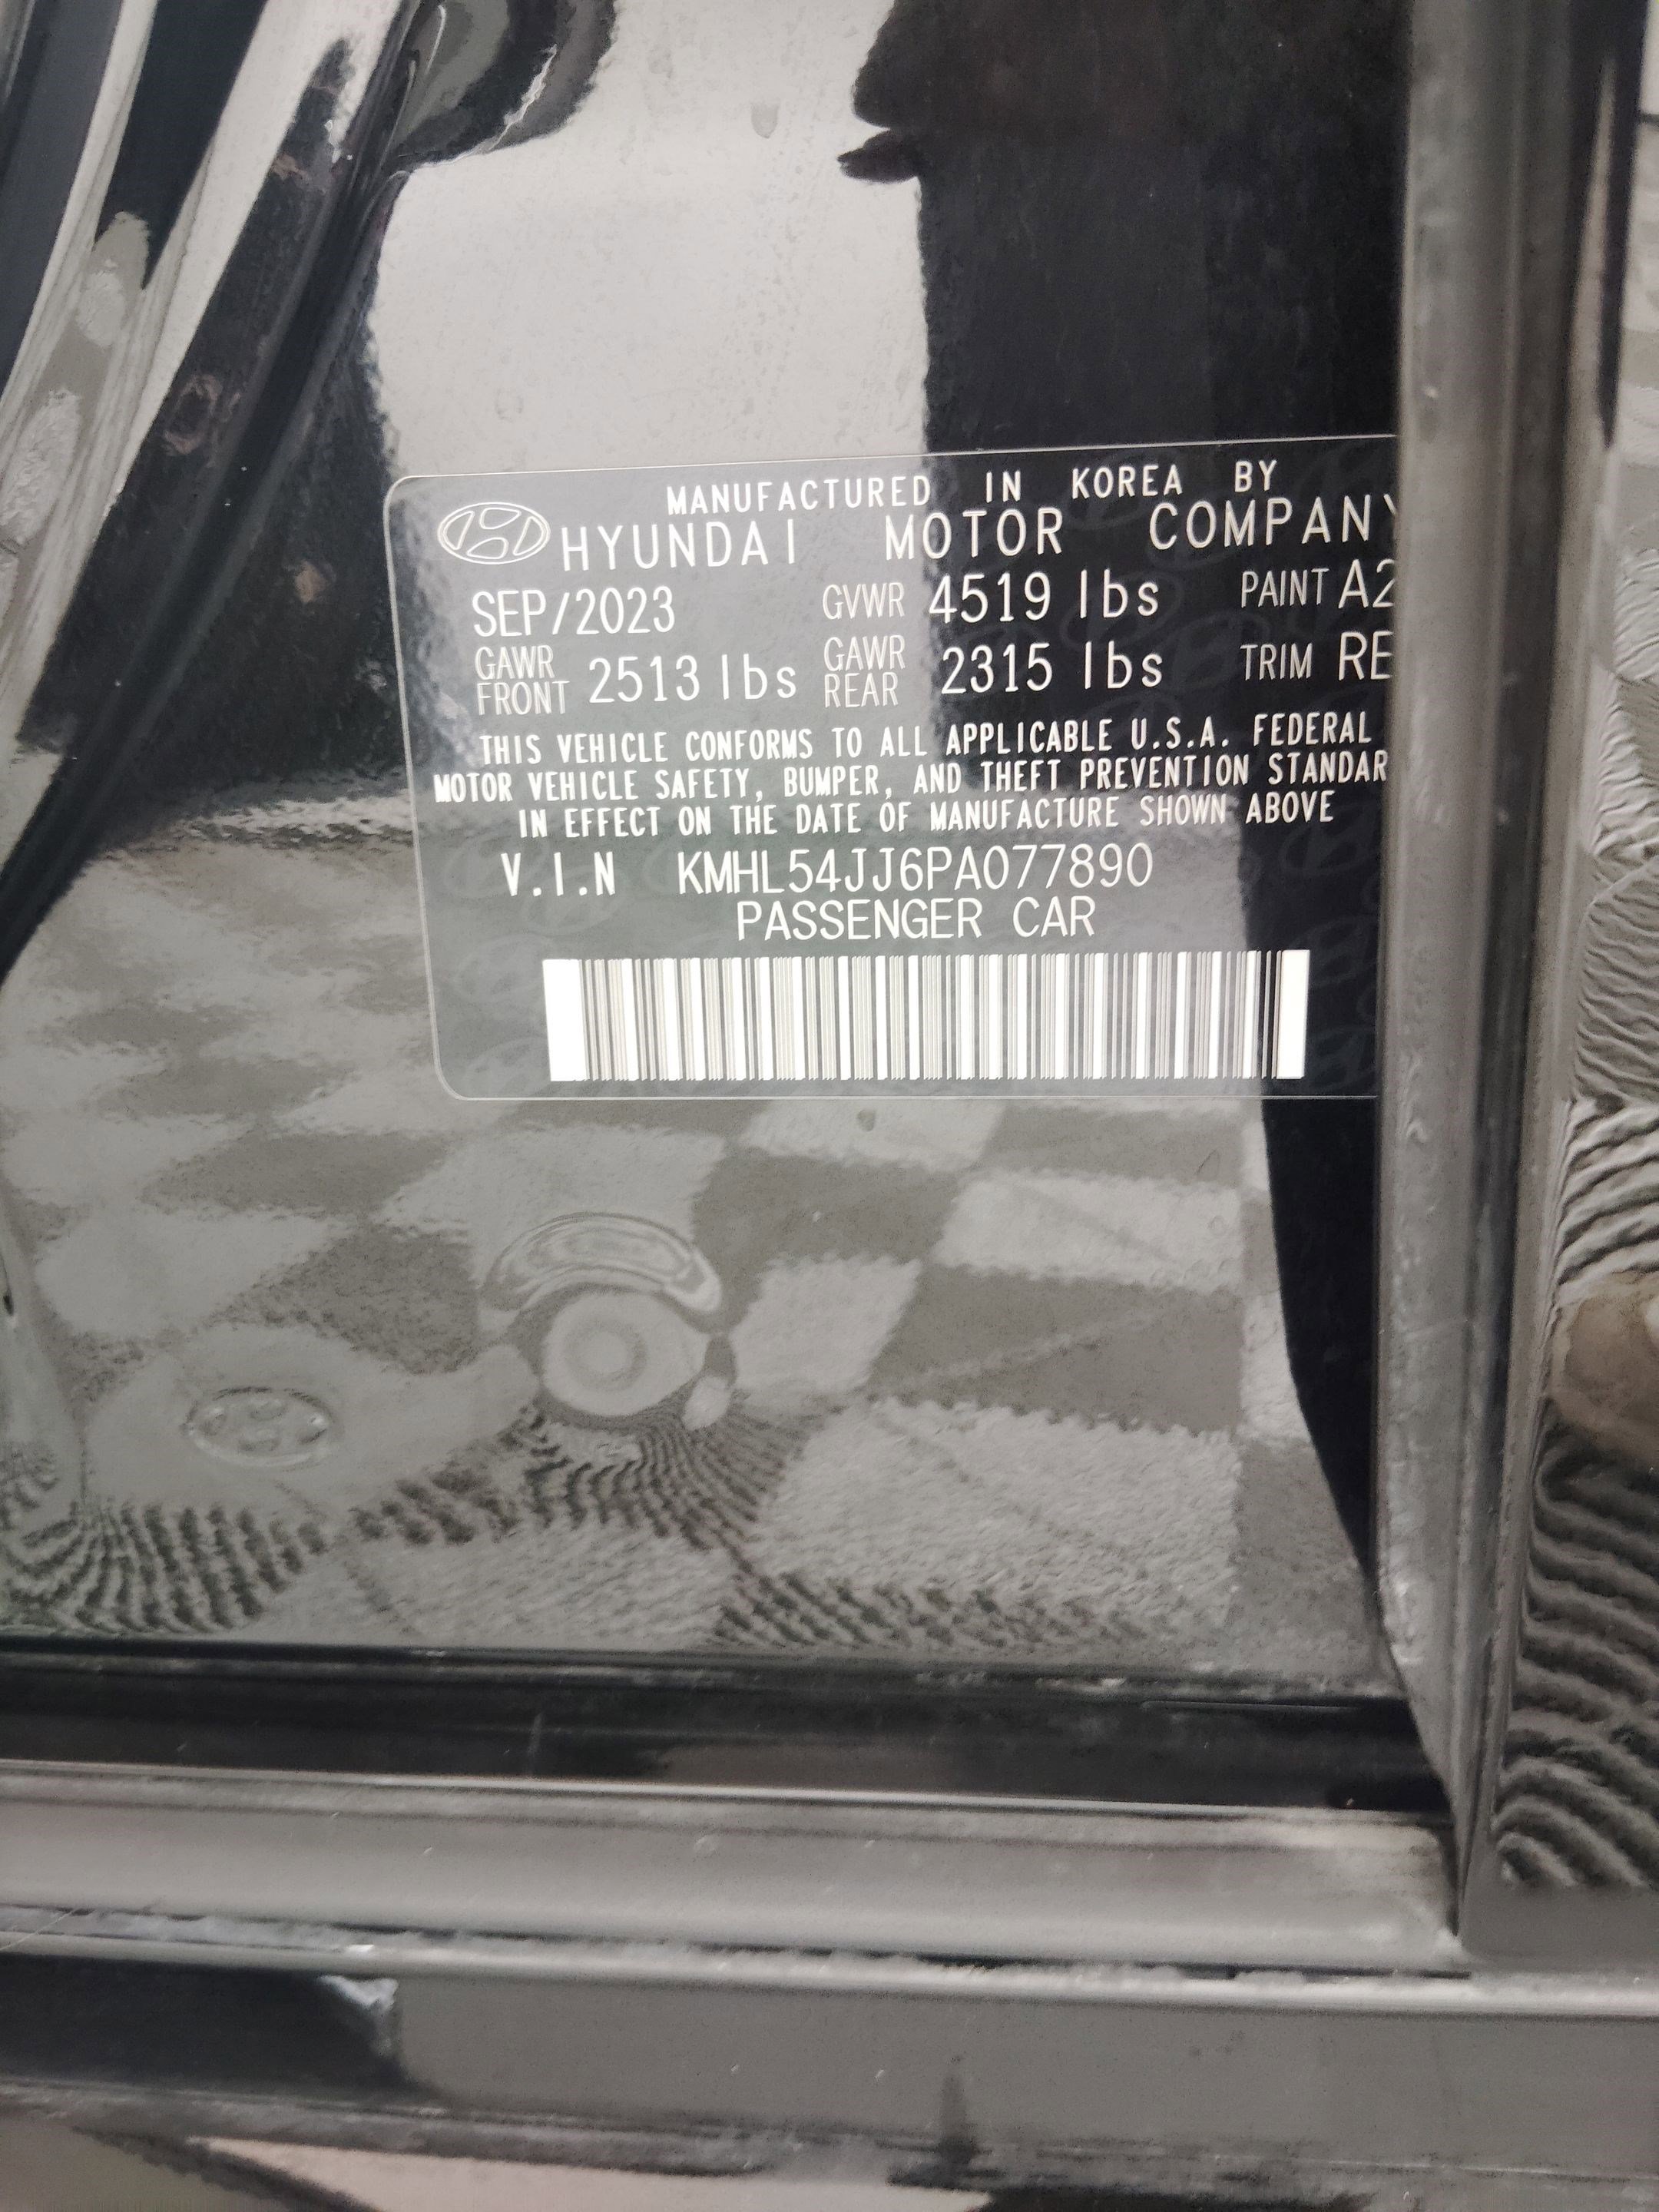 MANUFACTURED IN KOREA BY
HYUNDAI MOTOR COMPANY
SEP/2023 GVWR 4519 lbs PAINT A2
GAWR FRONT 2513 lbs GAWR REAR 2315 lbs TRIM RE
THIS VEHICLE CONFORMS TO ALL APPLICABLE U.S.A. FEDERAL
MOTOR VEHICLE SAFETY, BUMPER, AND THEFT PREVENTION STANDAR
IN EFFECT ON THE DATE OF MANUFACTURE SHOWN ABOVE
V.I.N KMHL54JJ6PA077890
PASSENGER CAR